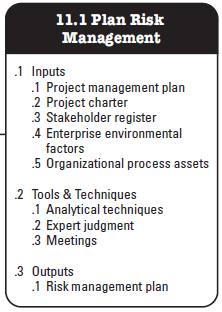 11.1 Plan Risk
Management
.1 Inputs
.1 Project management plan
.2 Project charter
.3 Stakeholder register
.4 Enterprise environmental
factors
.5 Organizational process assets
.2 Tools & Techniques
.1 Analytical techniques
.2 Expert judgment
.3 Meetings
.3 Outputs
.1 Risk management plan